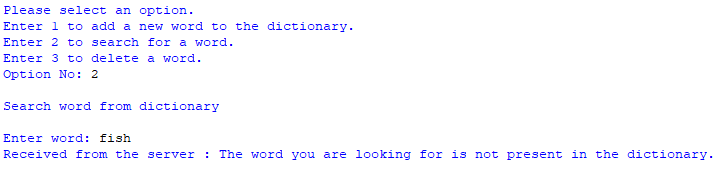 Please select an option.
Enter 1 to add a new word to the dictionary.
Enter 2 to search for a word.
Enter 3 to delete a word.
Option No: 2
Search word from dictionary
Enter word: fish
Received from the server : The word you are looking for is not present in the dictionary.